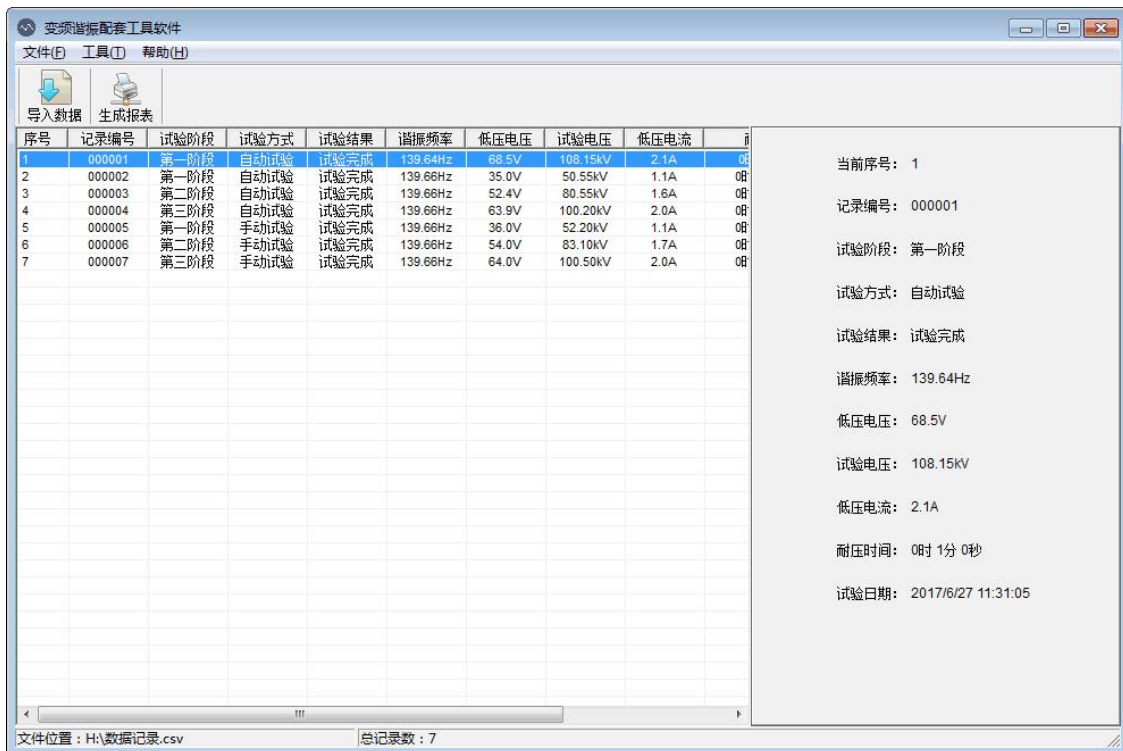 变频谐振配套工具软件
文件(F) 工具(T) 帮助(H)
导入数据 生成报表
序号 记录编号 试验阶段 试验方式 试验结果 谐振频率 低压电压 试验电压 低压电流
1 000001 第一阶段 自动试验 试验完成 139.64Hz 68.5V 108.15kV 2.1A
2 000002 第一阶段 自动试验 试验完成 139.66Hz 35.0V 50.55kV 1.1A
3 000003 第二阶段 自动试验 试验完成 139.66Hz 52.4V 80.55kV 1.6A
4 000004 第三阶段 自动试验 试验完成 139.66Hz 63.9V 100.20kV 2.0A
5 000005 第一阶段 手动试验 试验完成 139.66Hz 36.0V 52.20kV 1.1A
6 000006 第二阶段 手动试验 试验完成 139.66Hz 54.0V 83.10kV 1.7A
7 000007 第三阶段 手动试验 试验完成 139.66Hz 64.0V 100.50kV 2.0A
当前序号： 1
记录编号： 000001
试验阶段： 第一阶段
试验方式： 自动试验
试验结果： 试验完成
谐振频率： 139.64Hz
低压电压： 68.5V
试验电压： 108.15kV
低压电流： 2.1A
耐压时间： 0时 1分 0秒
试验日期： 2017/6/27 11:31:05
文件位置：H:\数据记录.csv 总记录数：7